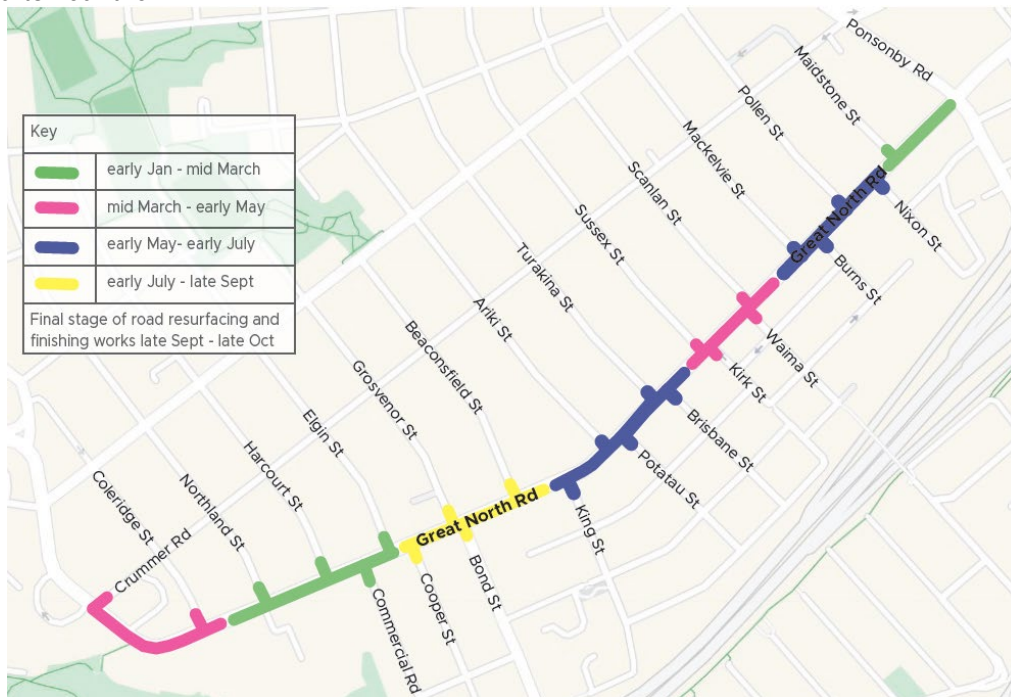 Key
early Jan - mid March
mid March - early May
early May- early July
early July - late Sept
Final stage of road resurfacing and
finishing works late Sept - late Oct
Ponsonby Rd
Maidstone St
Pollen St
Mackelvie St
Scanlan St
Sussex St
Turakina St
Ariki St
Beaconsfield St
Grosvenor St
Elgin St
Harcourt St
Northland St
Coleridge St
Crummer Rd
Great North Rd
Nixon St
Burns St
Waima St
Kirk St
Brisbane St
Potatau St
King St
Great North Rd
Bond St
Cooper St
Commercial Rd